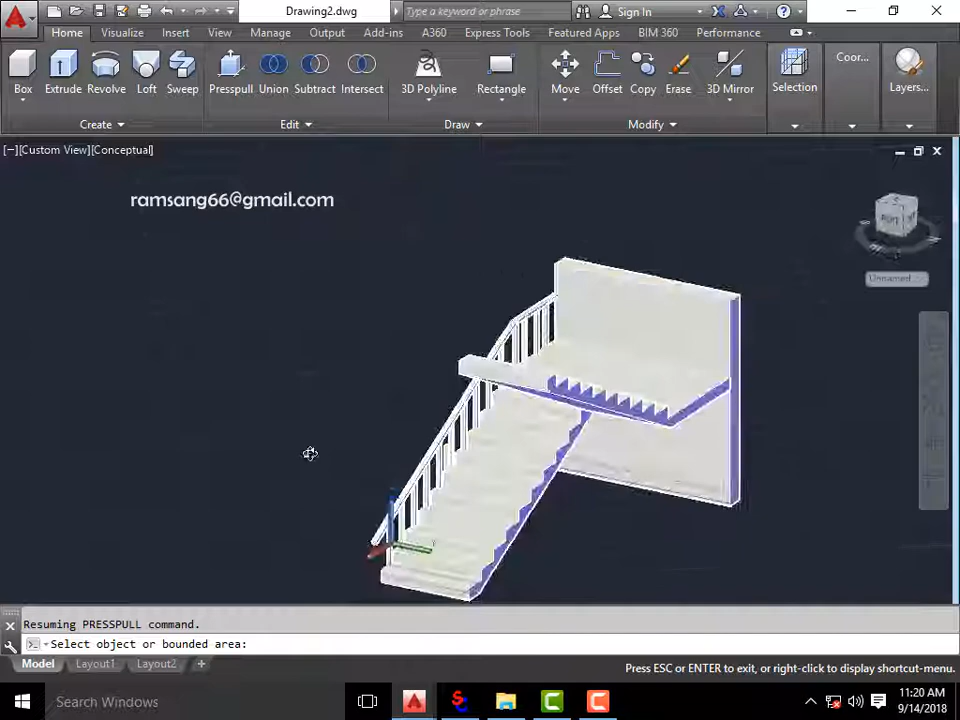 Drawing2.dwg
Type a keyword or phrase
Sign In
Home Visualize Insert View Manage Output Add-ins A360 Express Tools Featured Apps BIM 360 Performance
Box Extrude Revolve Loft Sweep Presspull Union Subtract Intersect 3D Polyline Rectangle Move Offset Copy Erase 3D Mirror Selection Coor... Layers...
Create Edit Draw Modify
[−][Custom View][Conceptual]
ramsang66@gmail.com
Unnamed
Resuming PRESSPULL command.
Select object or bounded area:
Model Layout1 Layout2 +
Press ESC or ENTER to exit, or right-click to display shortcut-menu.
Search Windows
11:20 AM
9/14/2018